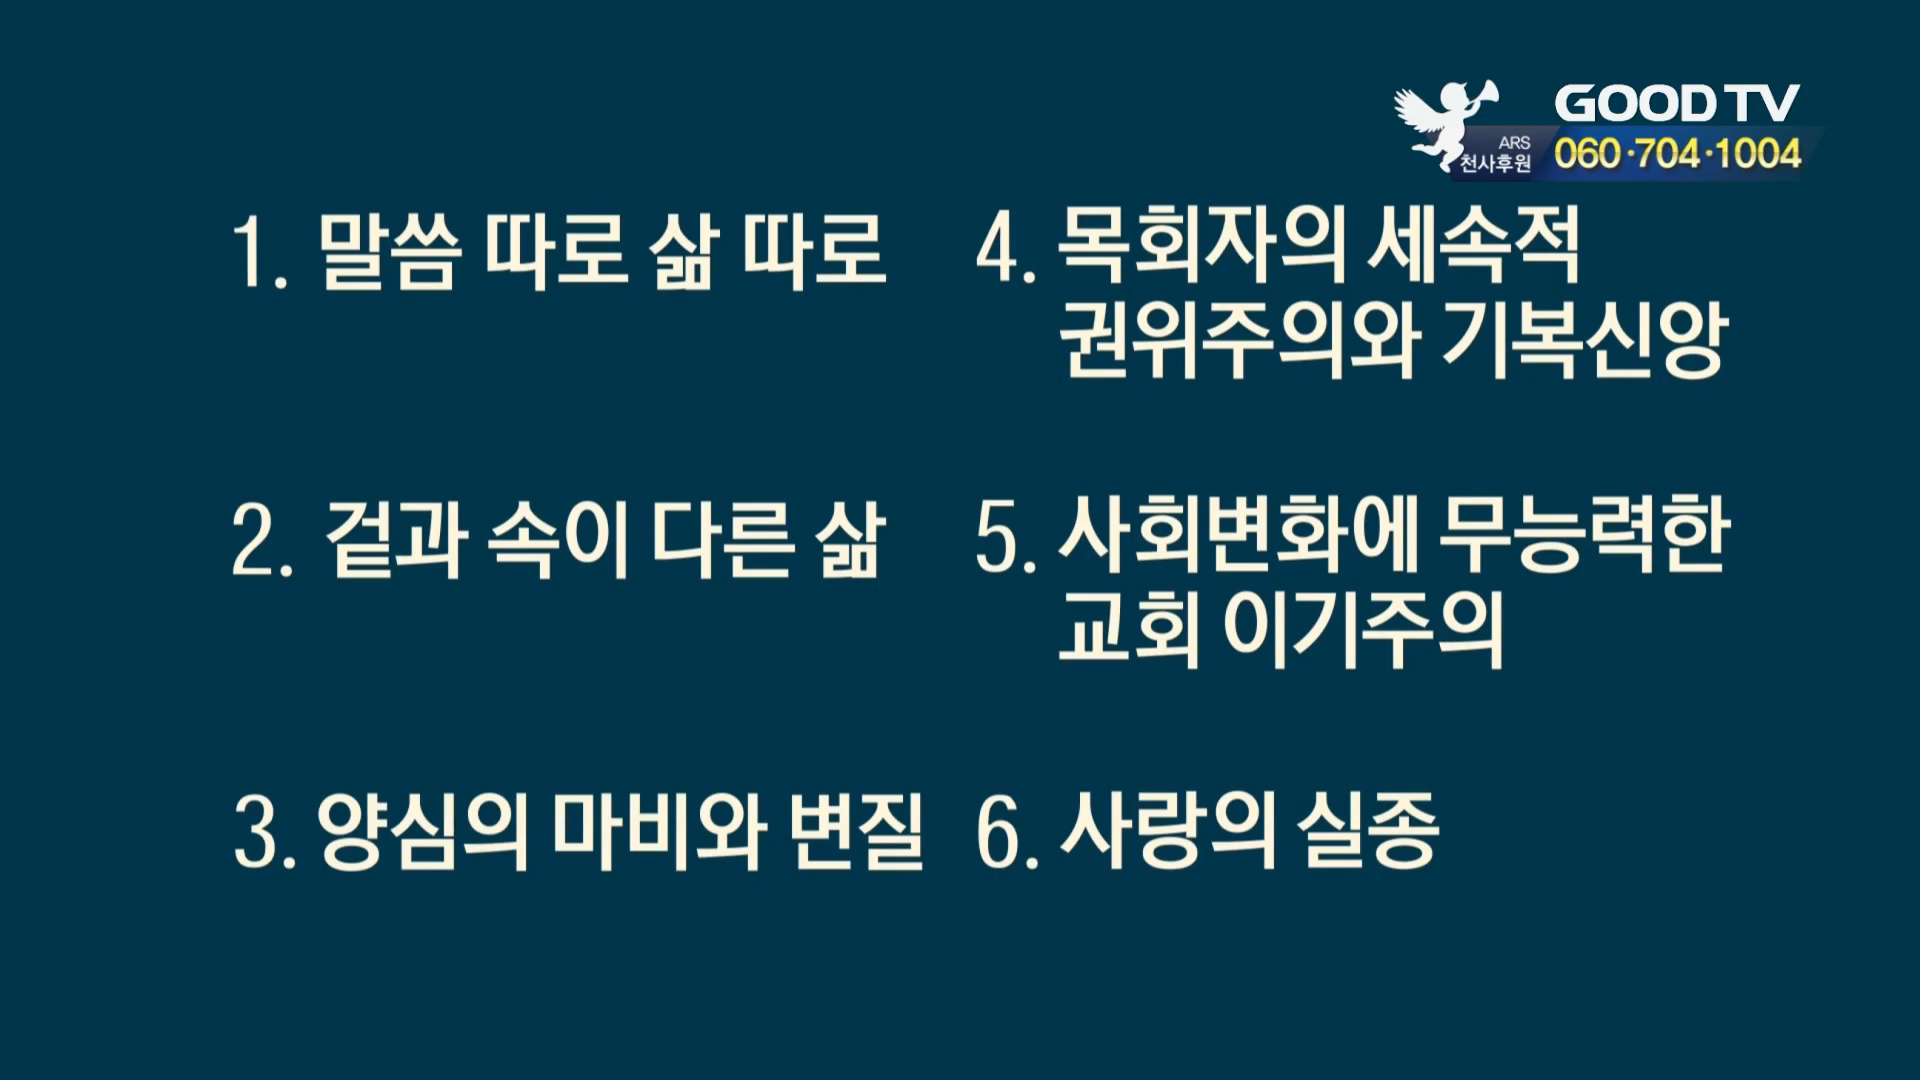 GOOD TV
ARS
천사후원
060·704·1004
1. 말씀 따로 삶 따로
2. 겉과 속이 다른 삶
3. 양심의 마비와 변질
4. 목회자의 세속적
권위주의와 기복신앙
5. 사회변화에 무능력한
교회 이기주의
6. 사랑의 실종